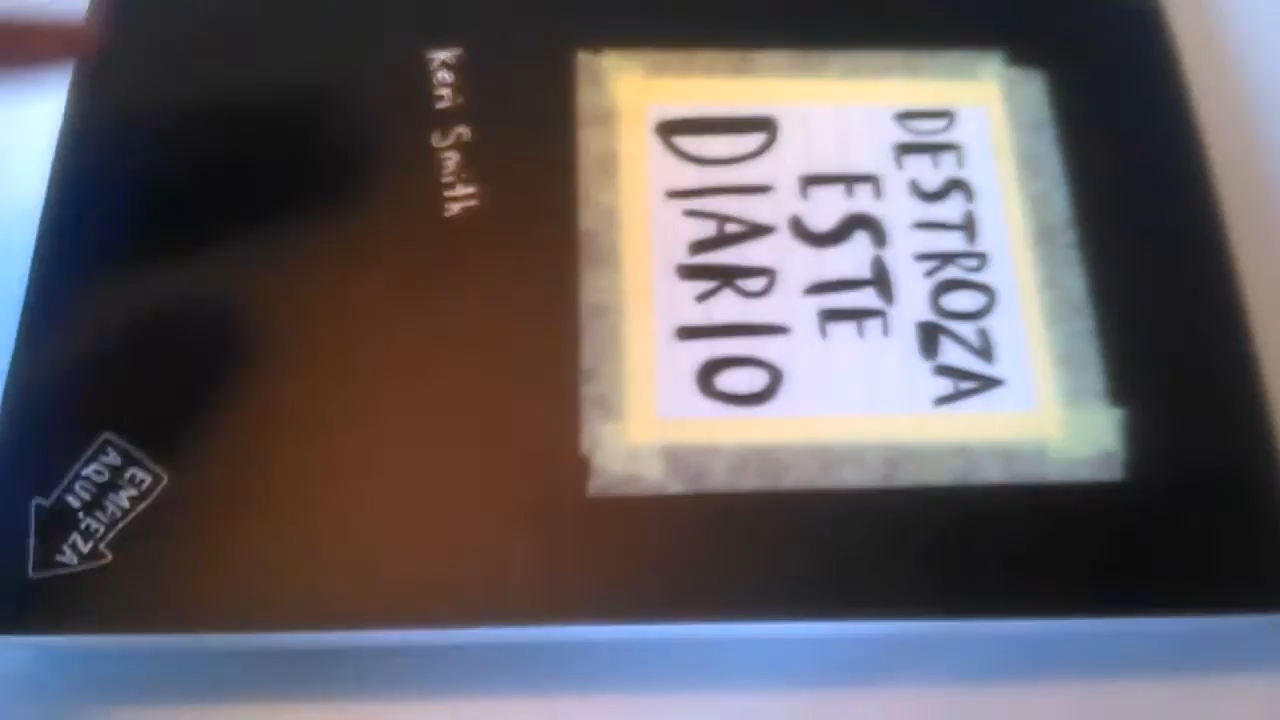 DESTROZA
ESTE
DIARIO
Keri Smith
EMPIEZA
AQUÍ